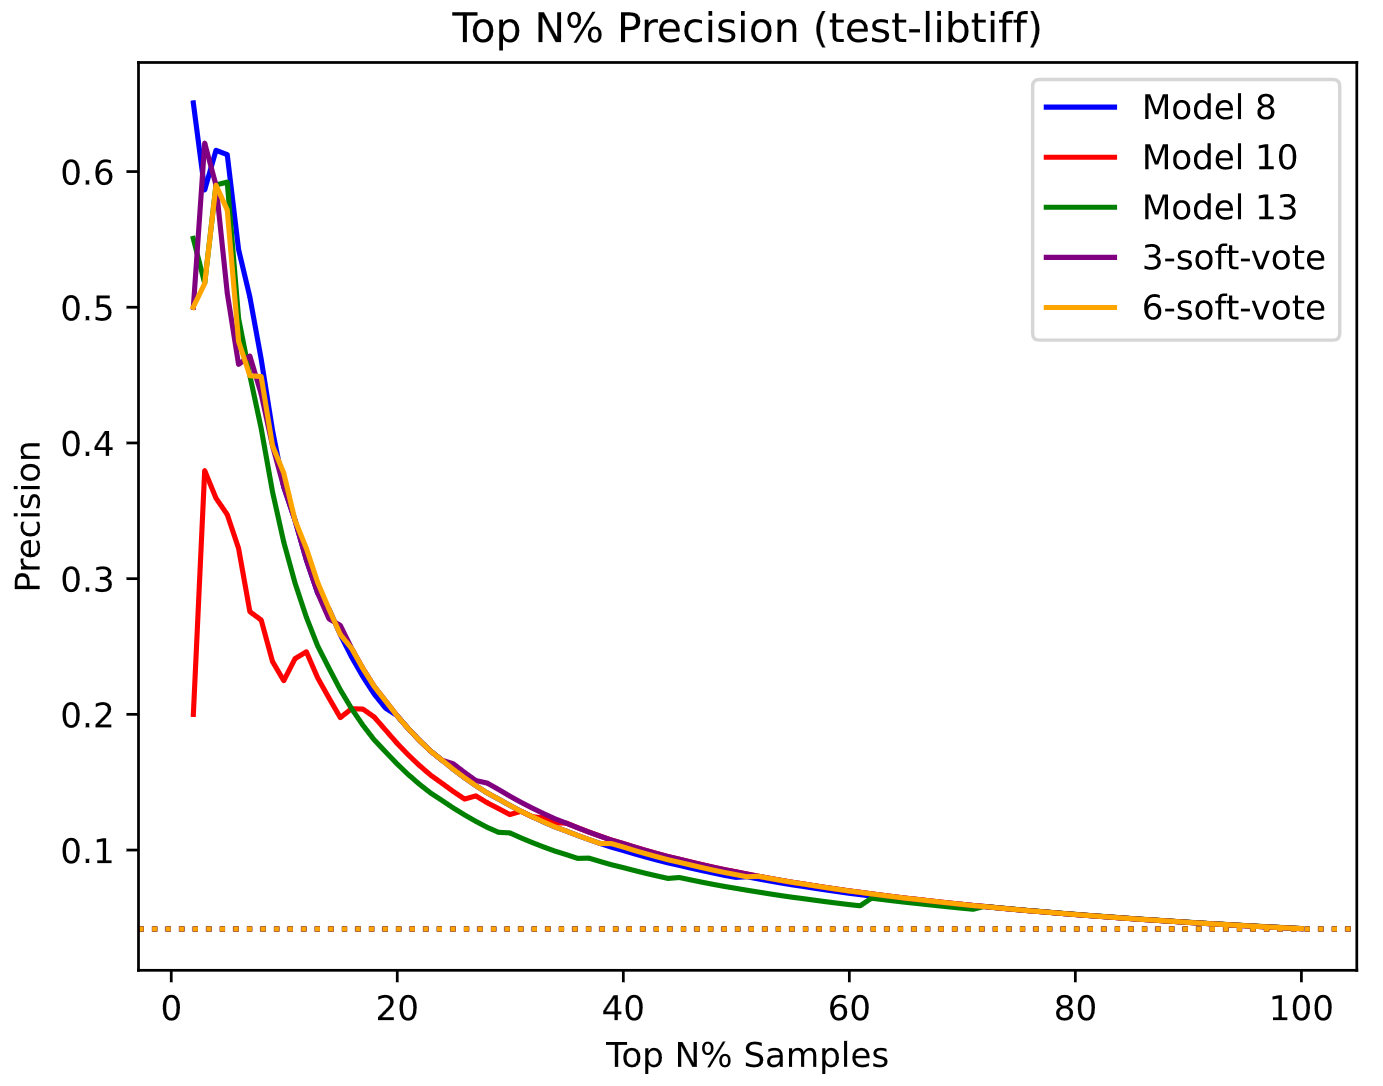 Top N% Precision (test-libtiff)
Model 8
Model 10
Model 13
3-soft-vote
6-soft-vote
Precision
0.6
0.5
0.4
0.3
0.2
0.1
0
20
40
60
80
100
Top N% Samples